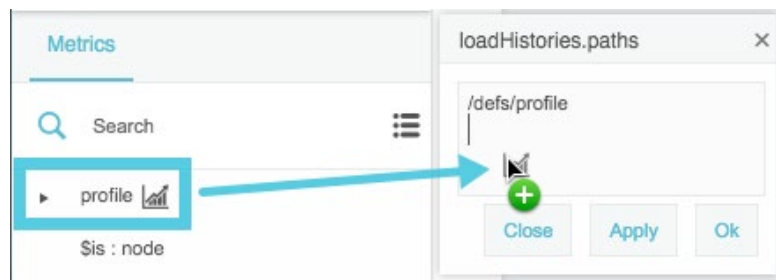 Metrics
Search
profile
$is : node
loadHistories.paths
/defs/profile
Close
Apply
Ok